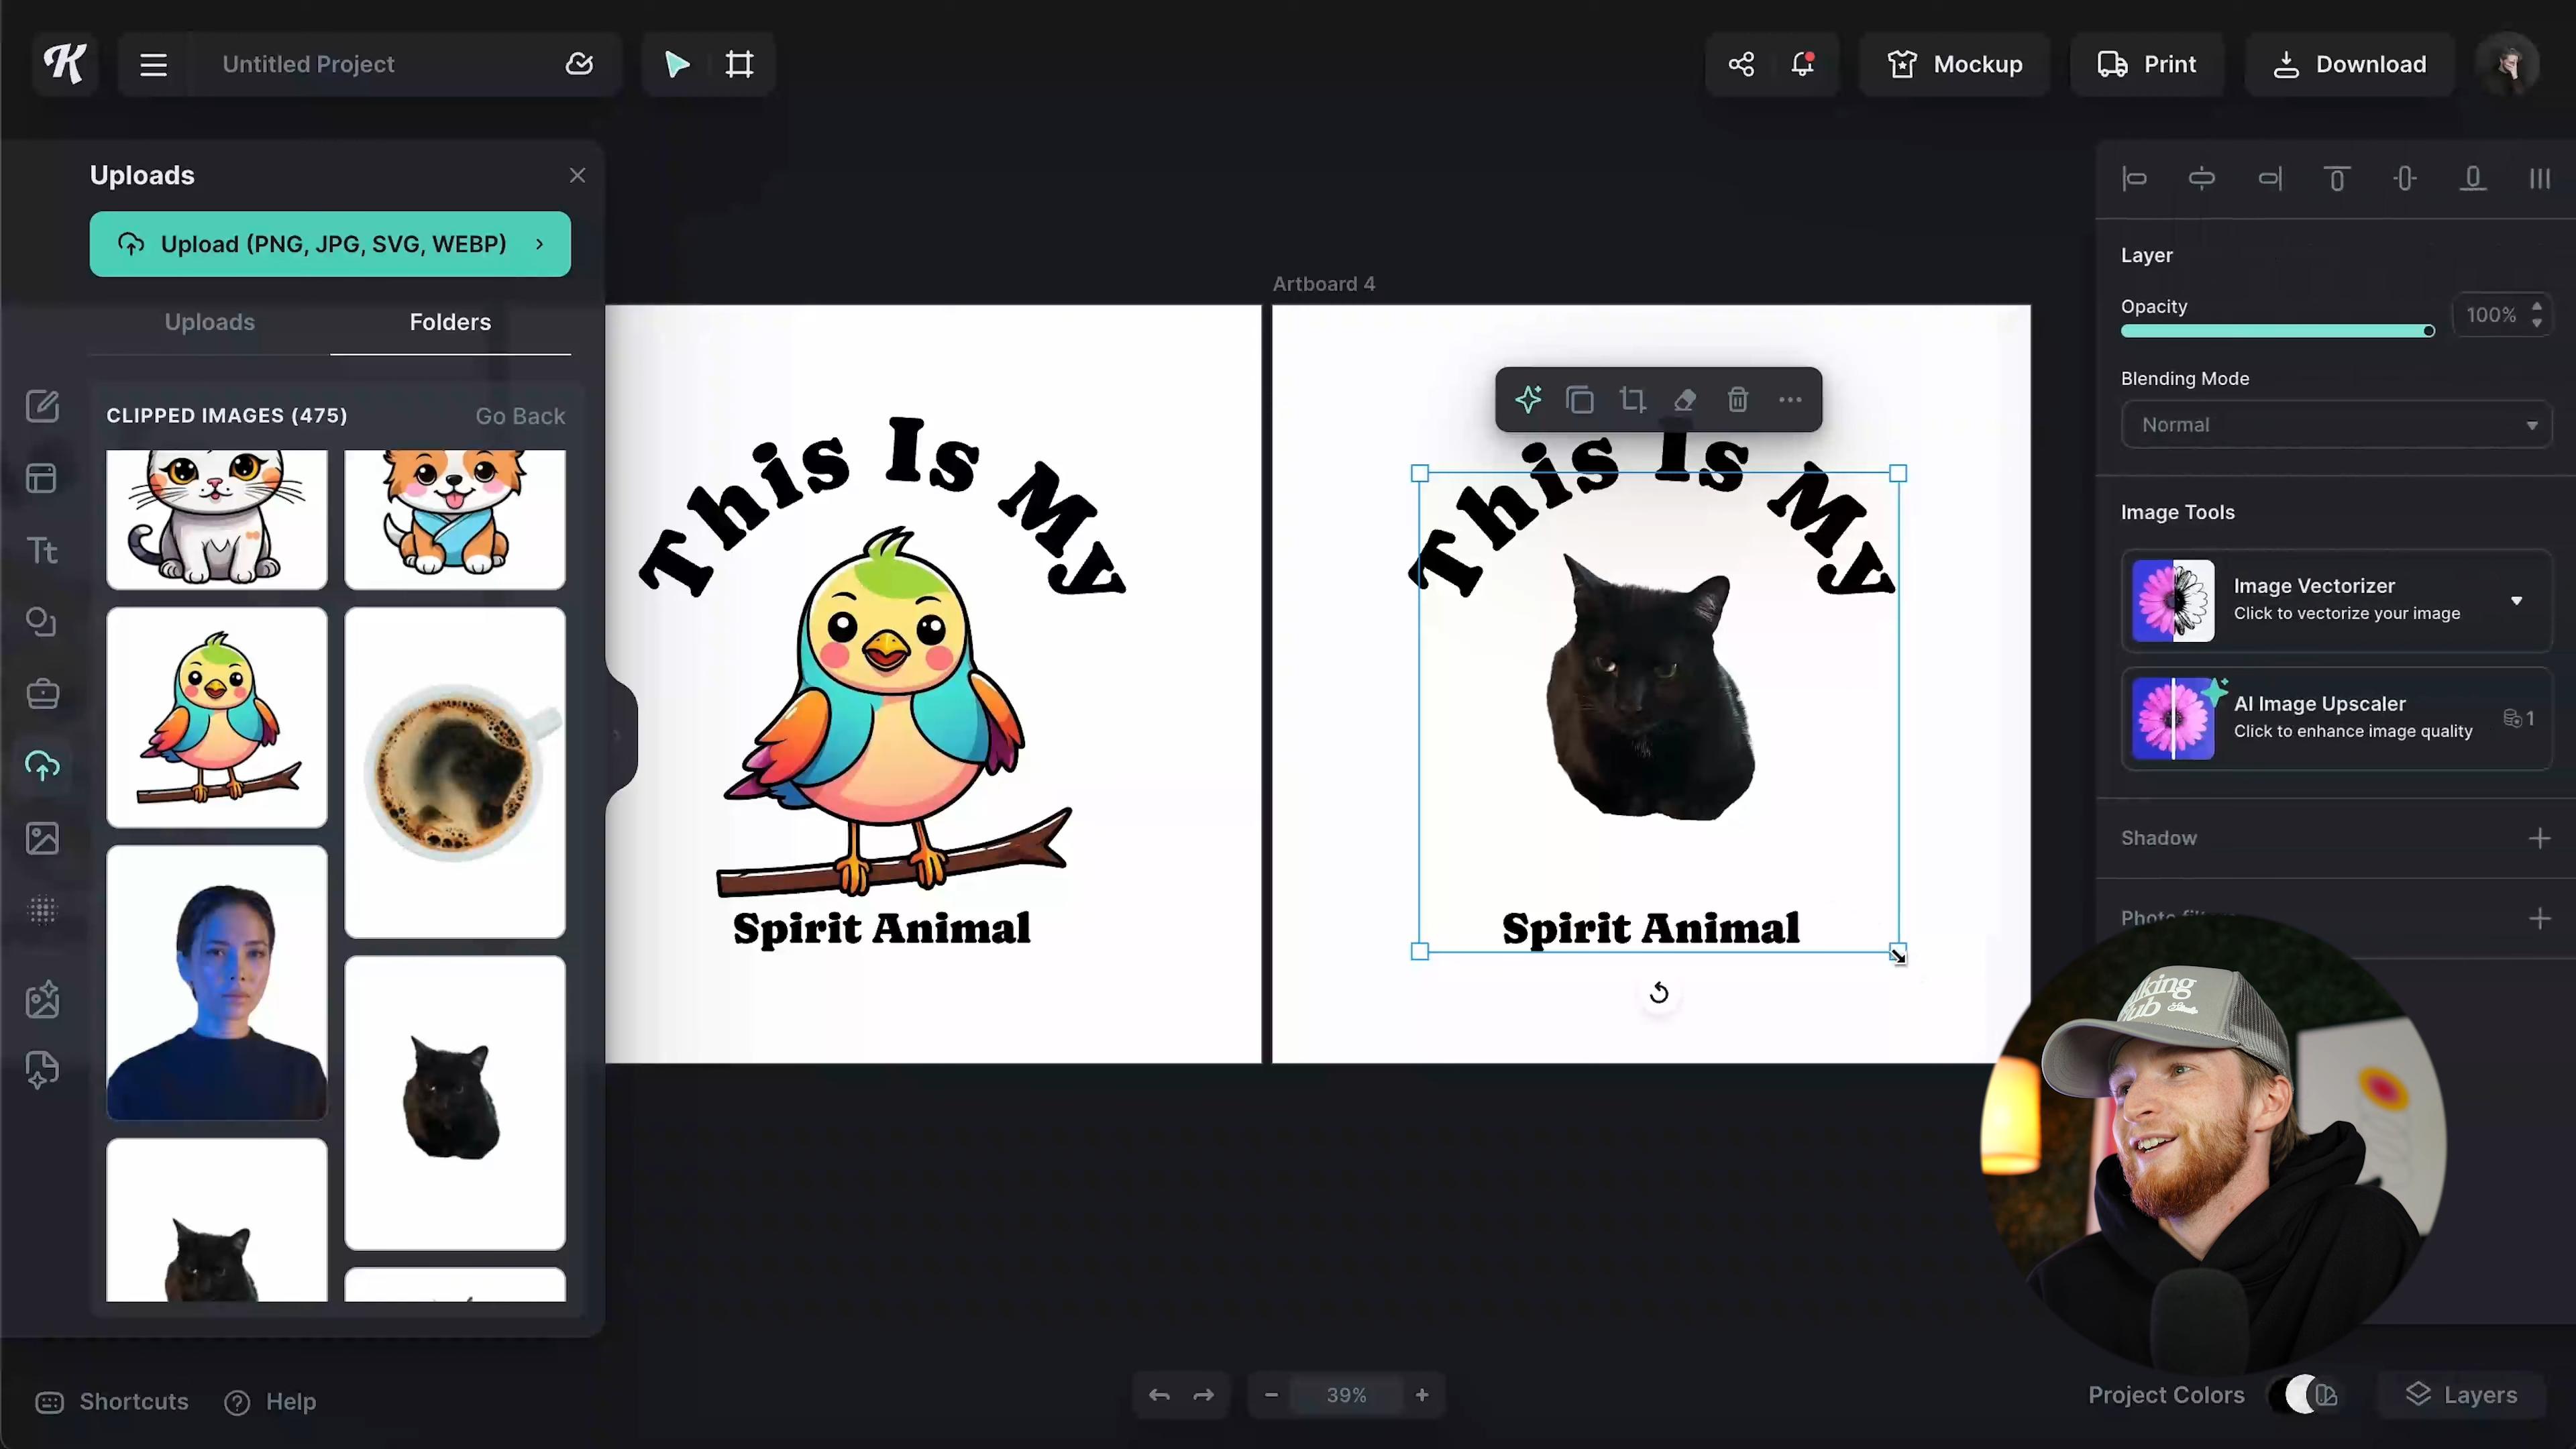 K
Untitled Project
Mockup
Print
Download
Uploads
Upload (PNG, JPG, SVG, WEBP)
Uploads
Folders
CLIPPED IMAGES (475)
Go Back
Tt
This Is My
Spirit Animal
Artboard 4
This Is My
Spirit Animal
Layer
Opacity
100%
Blending Mode
Normal
Image Tools
Image Vectorizer
Click to vectorize your image
AI Image Upscaler
Click to enhance image quality
1
Shadow
Photo
Shortcuts
Help
39%
Project Colors
Layers